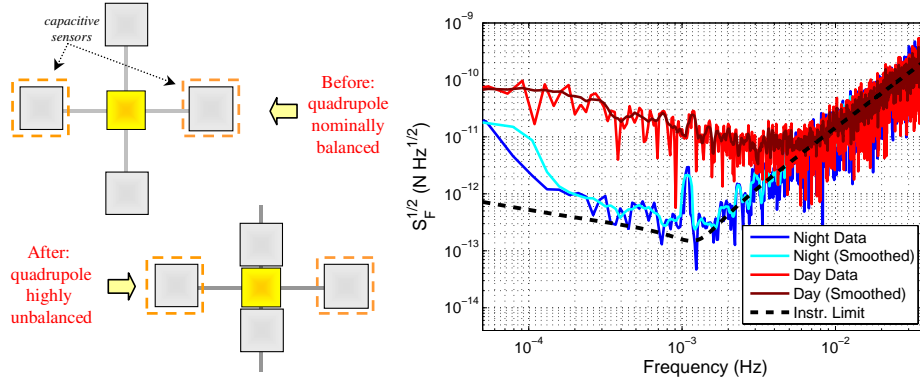 capacitive
sensors
Before:
quadrupole
nominally
balanced
After:
quadrupole
highly
unbalanced
S_F^{1/2} (N Hz^{1/2})
10^{-9}
10^{-10}
10^{-11}
10^{-12}
10^{-13}
10^{-14}
Night Data
Night (Smoothed)
Day Data
Day (Smoothed)
Instr. Limit
10^{-4}
10^{-3}
10^{-2}
Frequency (Hz)